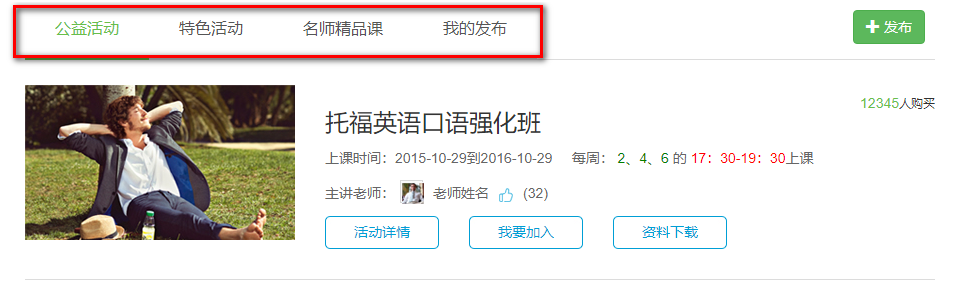 公益活动 特色活动 名师精品课 我的发布 发布
12345人购买
托福英语口语强化班
上课时间：2015-10-29到2016-10-29 每周： 2、4、6 的 17：30-19：30上课
主讲老师： 老师姓名 (32)
活动详情 我要加入 资料下载